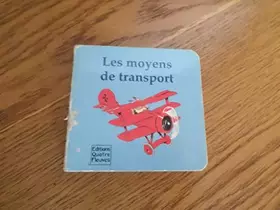 Les moyens
de transport
Editions
Quatre
Fleuves